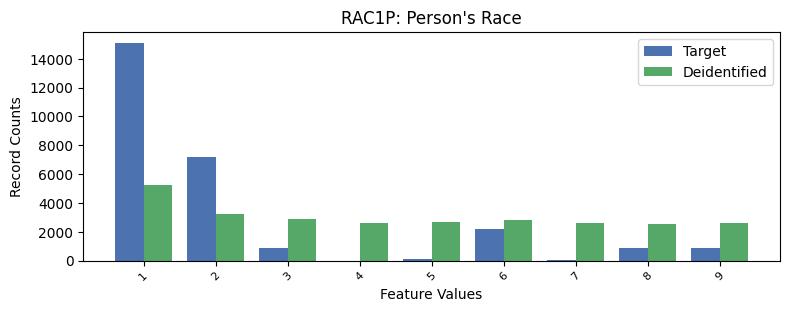 RAC1P: Person's Race
Target
Deidentified
Record Counts
14000
12000
10000
8000
6000
4000
2000
0
1 2 3 4 5 6 7 8 9
Feature Values